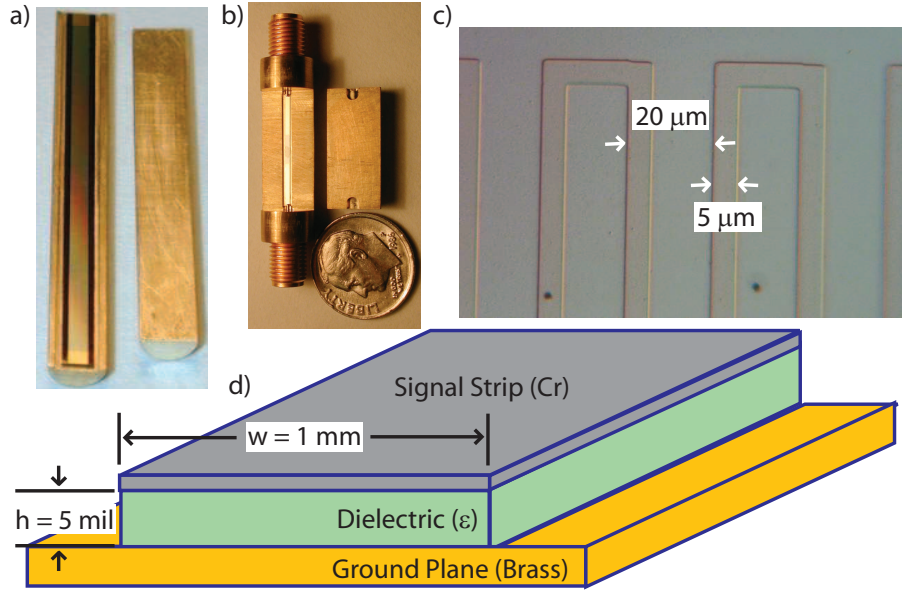 a)
b)
c)
20 μm
5 μm
LIBERTY
d)
Signal Strip (Cr)
w = 1 mm
h = 5 mil
Dielectric (ε)
Ground Plane (Brass)